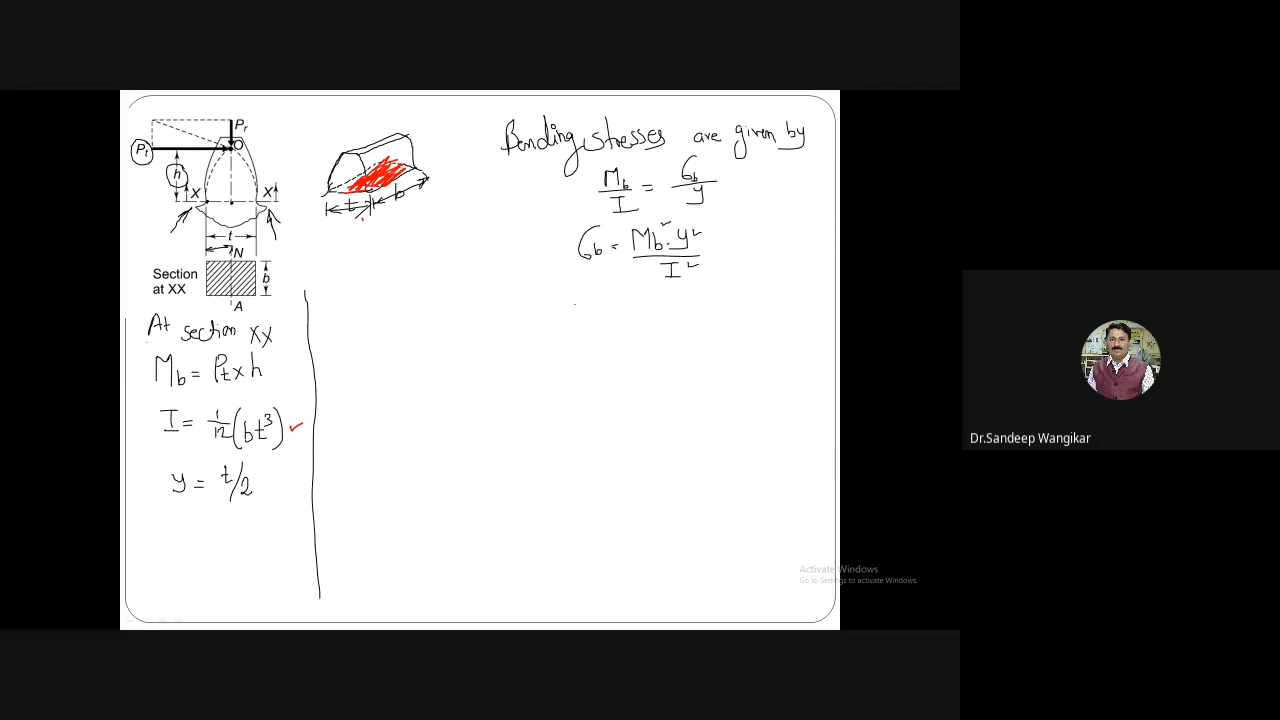 Pr
Pt
O
h
X X
t
N
Section
at XX
b
A
t b
At section XX
Mb = Pt x h
I = 1/12 (bt³) ✓
y = t/2
Bending stresses are given by
Mb/I = σb/y
σb = Mb . y / I
Dr.Sandeep Wangikar
Activate Windows
Go to Settings to activate Windows.